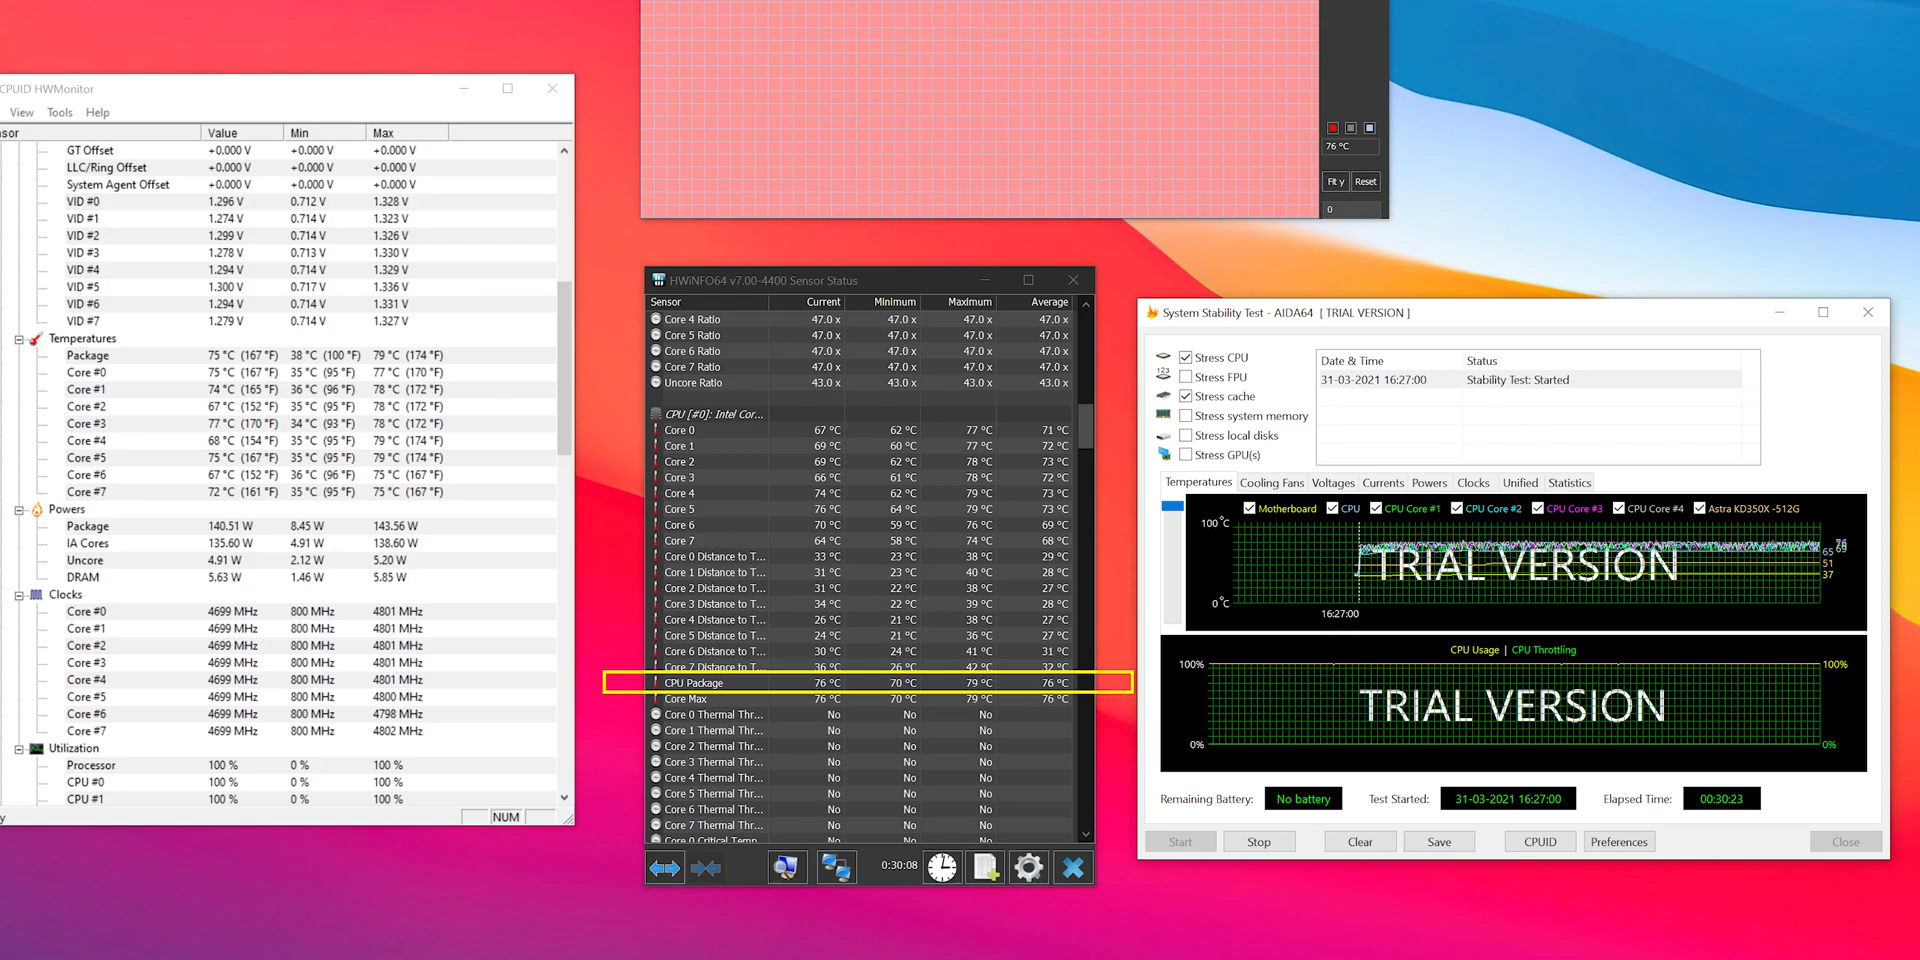 CPUID HWMonitor
View Tools Help
sor Value Min Max
GT Offset +0.000 V +0.000 V +0.000 V
LLC/Ring Offset +0.000 V +0.000 V +0.000 V
System Agent Offset +0.000 V +0.000 V +0.000 V
VID #0 1.296 V 0.712 V 1.328 V
VID #1 1.274 V 0.714 V 1.323 V
VID #2 1.299 V 0.714 V 1.326 V
VID #3 1.278 V 0.713 V 1.330 V
VID #4 1.294 V 0.714 V 1.329 V
VID #5 1.300 V 0.717 V 1.336 V
VID #6 1.294 V 0.714 V 1.331 V
VID #7 1.279 V 0.714 V 1.327 V
Temperatures
Package 75 °C (167 °F) 38 °C (100 °F) 79 °C (174 °F)
Core #0 75 °C (167 °F) 35 °C (95 °F) 77 °C (170 °F)
Core #1 74 °C (165 °F) 36 °C (96 °F) 78 °C (172 °F)
Core #2 67 °C (152 °F) 35 °C (95 °F) 78 °C (172 °F)
Core #3 77 °C (170 °F) 34 °C (93 °F) 78 °C (172 °F)
Core #4 68 °C (154 °F) 35 °C (95 °F) 79 °C (174 °F)
Core #5 75 °C (167 °F) 35 °C (95 °F) 79 °C (174 °F)
Core #6 67 °C (152 °F) 36 °C (96 °F) 75 °C (167 °F)
Core #7 72 °C (161 °F) 35 °C (95 °F) 75 °C (167 °F)
Powers
Package 140.51 W 8.45 W 143.56 W
IA Cores 135.60 W 4.91 W 138.60 W
Uncore 4.91 W 2.12 W 5.20 W
DRAM 5.63 W 1.46 W 5.85 W
Clocks
Core #0 4699 MHz 800 MHz 4801 MHz
Core #1 4699 MHz 800 MHz 4801 MHz
Core #2 4699 MHz 800 MHz 4801 MHz
Core #3 4699 MHz 800 MHz 4801 MHz
Core #4 4699 MHz 800 MHz 4801 MHz
Core #5 4699 MHz 800 MHz 4800 MHz
Core #6 4699 MHz 800 MHz 4798 MHz
Core #7 4699 MHz 800 MHz 4802 MHz
Utilization
Processor 100 % 0 % 100 %
CPU #0 100 % 0 % 100 %
CPU #1 100 % 0 % 100 %
y NUM
76 °C
Fit y Reset
0
HWiNFO64 v7.00-4400 Sensor Status
Sensor Current Minimum Maximum Average
Core 4 Ratio 47.0 x 47.0 x 47.0 x 47.0 x
Core 5 Ratio 47.0 x 47.0 x 47.0 x 47.0 x
Core 6 Ratio 47.0 x 47.0 x 47.0 x 47.0 x
Core 7 Ratio 47.0 x 47.0 x 47.0 x 47.0 x
Uncore Ratio 43.0 x 43.0 x 43.0 x 43.0 x
CPU [#0]: Intel Cor...
Core 0 67 °C 62 °C 77 °C 71 °C
Core 1 69 °C 60 °C 77 °C 72 °C
Core 2 69 °C 62 °C 78 °C 73 °C
Core 3 66 °C 61 °C 78 °C 72 °C
Core 4 74 °C 62 °C 79 °C 73 °C
Core 5 76 °C 64 °C 79 °C 73 °C
Core 6 70 °C 59 °C 76 °C 69 °C
Core 7 64 °C 58 °C 74 °C 68 °C
Core 0 Distance to T... 33 °C 23 °C 38 °C 29 °C
Core 1 Distance to T... 31 °C 23 °C 40 °C 28 °C
Core 2 Distance to T... 31 °C 22 °C 38 °C 27 °C
Core 3 Distance to T... 34 °C 22 °C 39 °C 28 °C
Core 4 Distance to T... 26 °C 21 °C 38 °C 27 °C
Core 5 Distance to T... 24 °C 21 °C 36 °C 27 °C
Core 6 Distance to T... 30 °C 24 °C 41 °C 31 °C
Core 7 Distance to T... 36 °C 26 °C 42 °C 32 °C
CPU Package 76 °C 70 °C 79 °C 76 °C
Core Max 76 °C 70 °C 79 °C 76 °C
Core 0 Thermal Thr... No No No
Core 1 Thermal Thr... No No No
Core 2 Thermal Thr... No No No
Core 3 Thermal Thr... No No No
Core 4 Thermal Thr... No No No
Core 5 Thermal Thr... No No No
Core 6 Thermal Thr... No No No
Core 7 Thermal Thr... No No No
Core 0 Critical Temp... No No No
0:30:08
System Stability Test - AIDA64 [ TRIAL VERSION ]
Stress CPU
Stress FPU
Stress cache
Stress system memory
Stress local disks
Stress GPU(s)
Date & Time Status
31-03-2021 16:27:00 Stability Test: Started
Temperatures Cooling Fans Voltages Currents Powers Clocks Unified Statistics
Motherboard CPU CPU Core #1 CPU Core #2 CPU Core #3 CPU Core #4 Astra KD350X -512G
100°C
TRIAL VERSION
65
51
37
0°C
16:27:00
CPU Usage | CPU Throttling
100% 100%
TRIAL VERSION
0% 0%
Remaining Battery: No battery Test Started: 31-03-2021 16:27:00 Elapsed Time: 00:30:23
Start Stop Clear Save CPUID Preferences Close